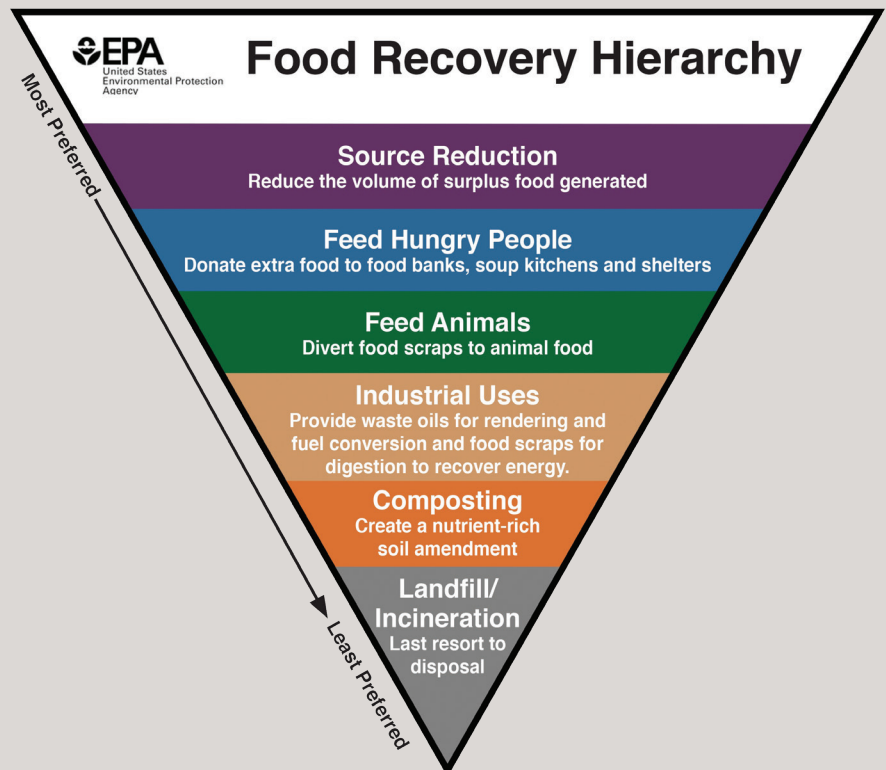 EPA
United States
Environmental Protection
Agency
Food Recovery Hierarchy
Most Preferred
Source Reduction
Reduce the volume of surplus food generated
Feed Hungry People
Donate extra food to food banks, soup kitchens and shelters
Feed Animals
Divert food scraps to animal food
Industrial Uses
Provide waste oils for rendering and
fuel conversion and food scraps for
digestion to recover energy.
Composting
Create a nutrient-rich
soil amendment
Landfill/
Incineration
Last resort to
disposal
Least Preferred